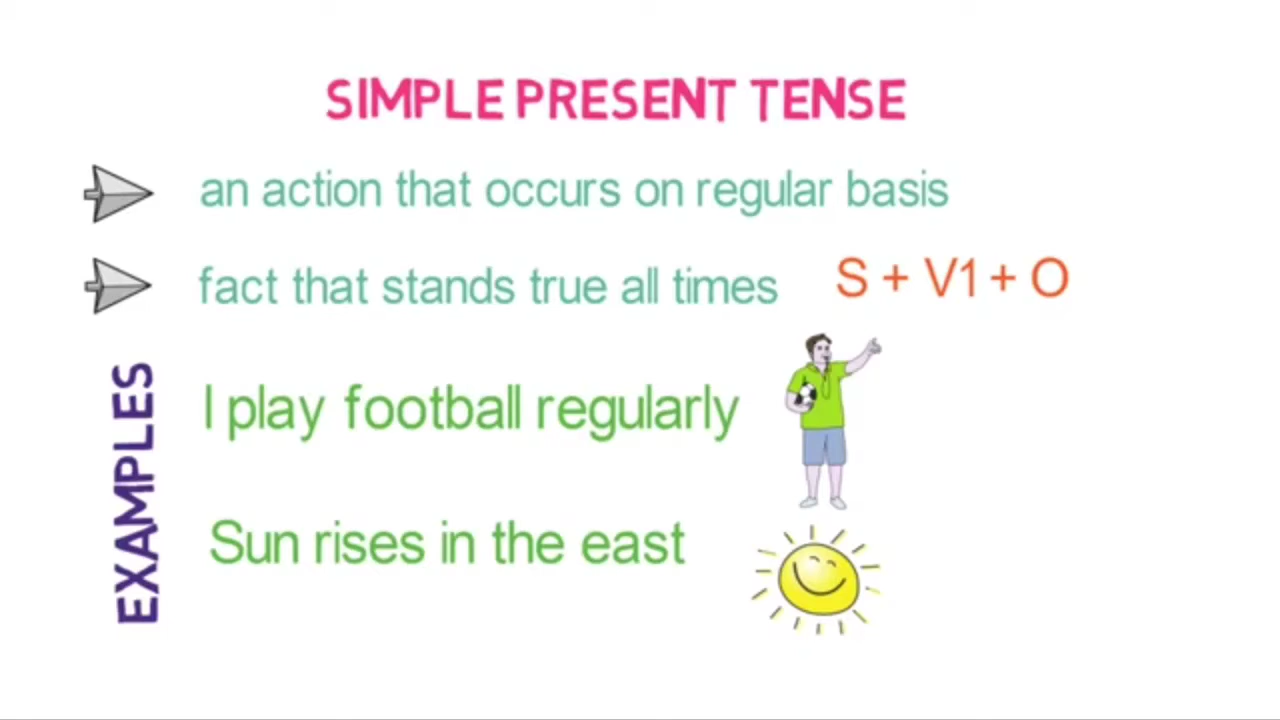 SIMPLE PRESENT TENSE
an action that occurs on regular basis
fact that stands true all times
S + V1 + O
EXAMPLES
I play football regularly
Sun rises in the east